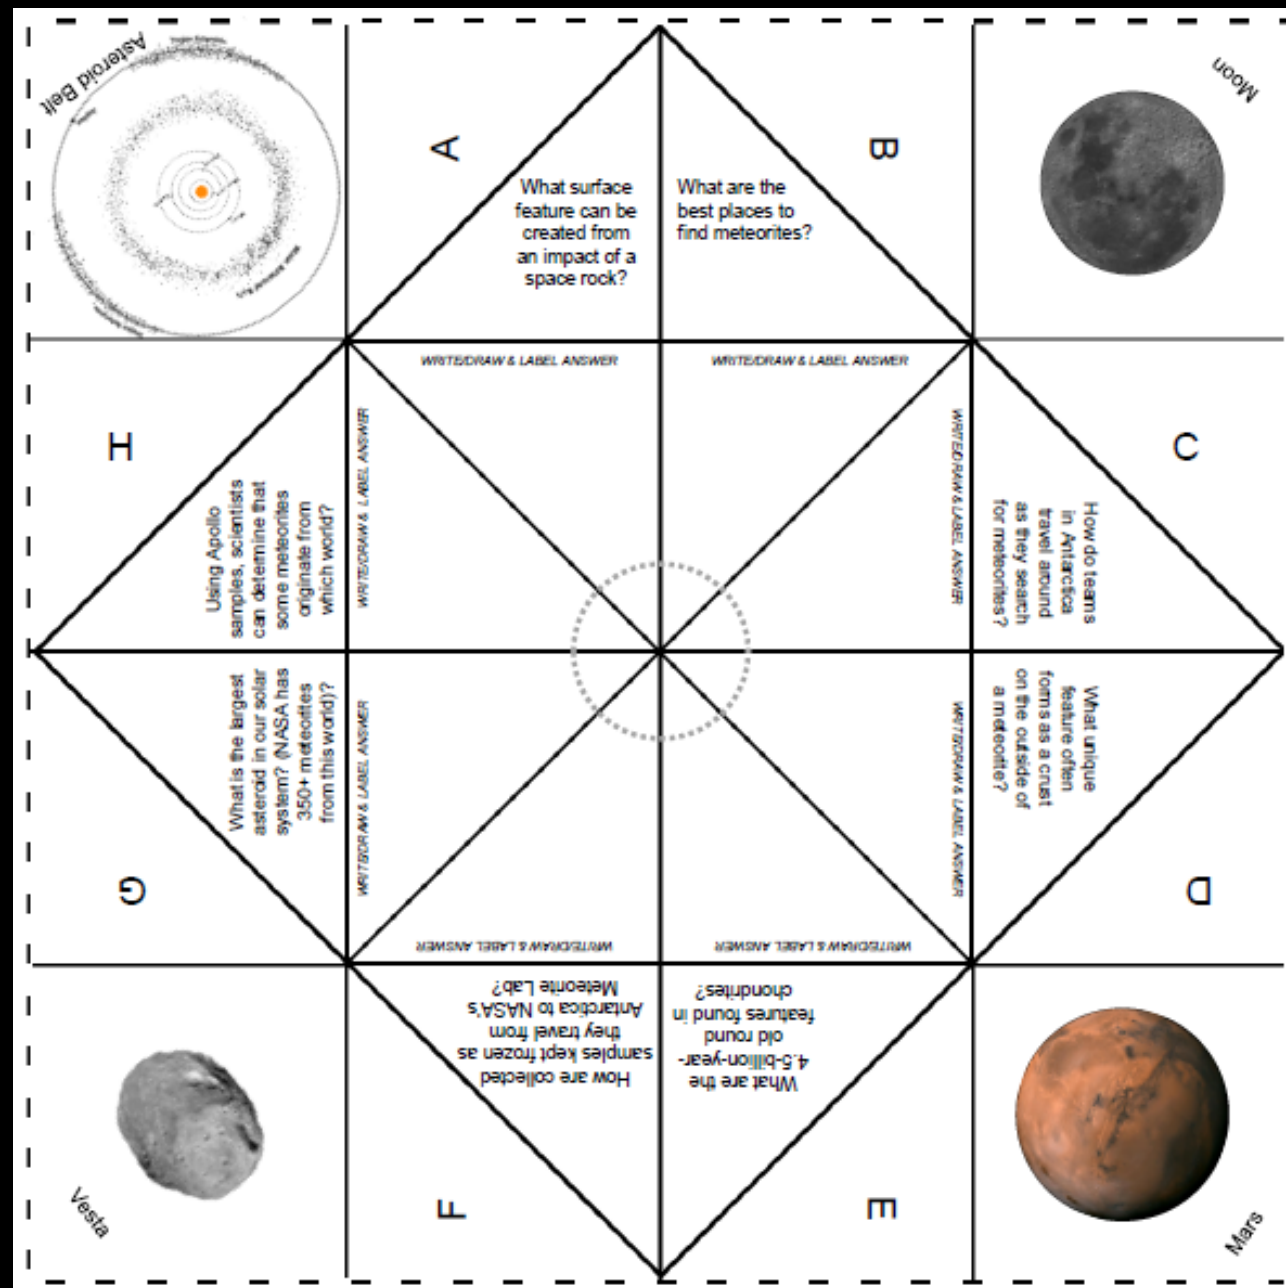 Asteroid Belt
Moon
A
B
What surface
feature can be
created from
an impact of a
space rock?
What are the
best places to
find meteorites?
WRITE/DRAW & LABEL ANSWER
WRITE/DRAW & LABEL ANSWER
H
Using Apollo
samples, scientists
can determine that
some meteorites
originate from
which world?
WRITE/DRAW & LABEL ANSWER
WRITE/DRAW & LABEL ANSWER
C
How do teams
in Antarctica
travel around
as they search
for meteorites?
G
What is the largest
asteroid in our solar
system? (NASA has
350+ meteorites
from this world)?
WRITE/DRAW & LABEL ANSWER
WRITE/DRAW & LABEL ANSWER
D
What unique
feature often
forms as a crust
on the outside of
a meteorite?
WRITE/DRAW & LABEL ANSWER
WRITE/DRAW & LABEL ANSWER
F
How are collected
samples kept frozen as
they travel from
Antarctica to NASA's
Meteorite Lab?
E
What are the
4.5-billion-year-
old round
features found in
chondrites?
Vesta
Mars